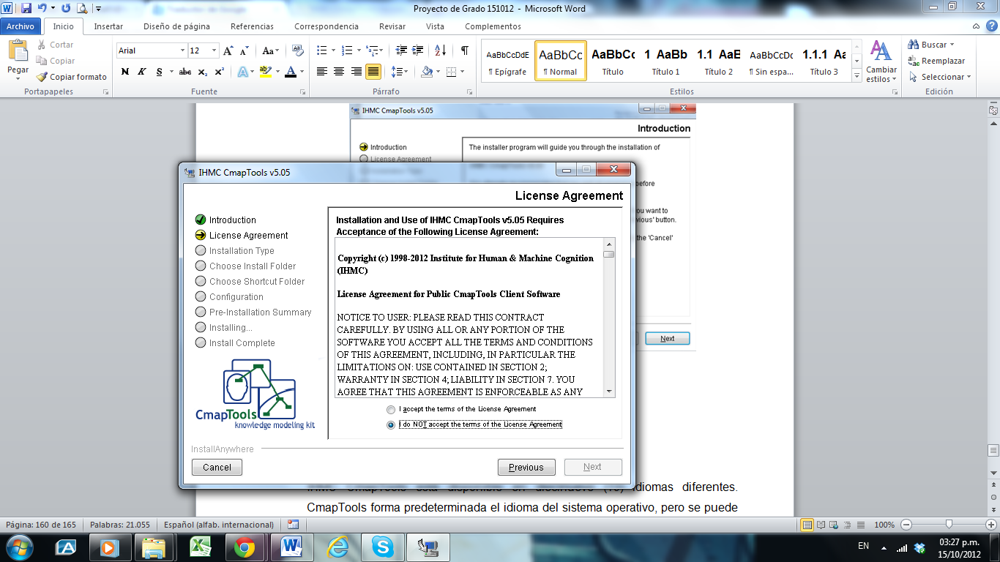 Proyecto de Grado 151012 - Microsoft Word
Archivo Inicio Insertar Diseño de página Referencias Correspondencia Revisar Vista Complementos
Pegar
Cortar
Copiar
Copiar formato
Portapapeles
Arial 12
Fuente
Párrafo
AaBbCcDdE AaBbCc AaBbCc 1 AaBb 1.1 AaE AaBbCcDc 1.1.1 Aa
¶ Epígrafe ¶ Normal Título Título 1 Título 2 ¶ Sin espa... Título 3
Estilos
Cambiar estilos
Buscar
Reemplazar
Seleccionar
Edición
IHMC CmapTools v5.05
Introduction
Introduction
License Agreement
The installer program will guide you through the installation of
before
ou want to
vious' button.
the 'Cancel'
Next
IHMC CmapTools v5.05
License Agreement
Introduction
License Agreement
Installation Type
Choose Install Folder
Choose Shortcut Folder
Configuration
Pre-Installation Summary
Installing...
Install Complete
CmapTools
knowledge modeling kit
Installation and Use of IHMC CmapTools v5.05 Requires
Acceptance of the Following License Agreement:
Copyright (c) 1998-2012 Institute for Human & Machine Cognition
(IHMC)
License Agreement for Public CmapTools Client Software
NOTICE TO USER: PLEASE READ THIS CONTRACT
CAREFULLY. BY USING ALL OR ANY PORTION OF THE
SOFTWARE YOU ACCEPT ALL THE TERMS AND CONDITIONS
OF THIS AGREEMENT, INCLUDING, IN PARTICULAR THE
LIMITATIONS ON: USE CONTAINED IN SECTION 2;
WARRANTY IN SECTION 4; LIABILITY IN SECTION 7. YOU
AGREE THAT THIS AGREEMENT IS ENFORCEABLE AS ANY
I accept the terms of the License Agreement
I do NOT accept the terms of the License Agreement
InstallAnywhere
Cancel
Previous
Next
idiomas diferentes.
CmapTools forma predeterminada el idioma del sistema operativo, pero se puede
Página: 160 de 165 Palabras: 21.055 Español (alfab. internacional) 100%
EN
03:27 p.m.
15/10/2012